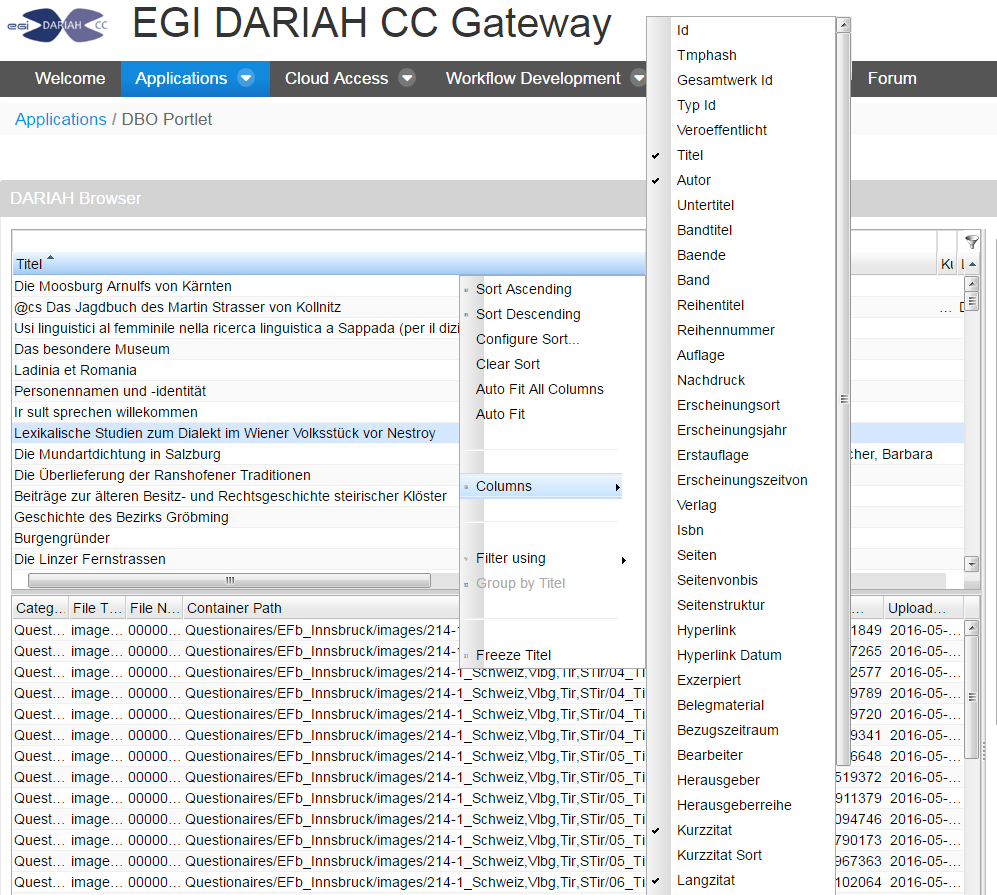 egi DARIAH CC
EGI DARIAH CC Gateway
Welcome
Applications
Cloud Access
Workflow Development
Forum
Applications / DBO Portlet
DARIAH Browser
Titel
Kı
Die Moosburg Arnulfs von Kärnten
@cs Das Jagdbuch des Martin Strasser von Kollnitz
...
Usi linguistici al femminile nella ricerca linguistica a Sappada (per il dizi
Das besondere Museum
Ladinia et Romania
Personennamen und -identität
Ir sult sprechen willekommen
Lexikalische Studien zum Dialekt im Wiener Volksstück vor Nestroy
Die Mundartdichtung in Salzburg
cher, Barbara
Die Überlieferung der Ranshofener Traditionen
Beiträge zur älteren Besitz- und Rechtsgeschichte steirischer Klöster
Geschichte des Bezirks Gröbming
Burgengründer
Die Linzer Fernstrassen
Sort Ascending
Sort Descending
Configure Sort...
Clear Sort
Auto Fit All Columns
Auto Fit
Columns
Filter using
Group by Titel
Freeze Titel
Id
Tmphash
Gesamtwerk Id
Typ Id
Veroeffentlicht
Titel
Autor
Untertitel
Bandtitel
Baende
Band
Reihentitel
Reihennummer
Auflage
Nachdruck
Erscheinungsort
Erscheinungsjahr
Erstauflage
Erscheinungszeitvon
Verlag
Isbn
Seiten
Seitenvonbis
Seitenstruktur
Hyperlink
Hyperlink Datum
Exzerpiert
Belegmaterial
Bezugszeitraum
Bearbeiter
Herausgeber
Herausgeberreihe
Kurzzitat
Kurzzitat Sort
Langzitat
Categ... File T... File N... Container Path ... Upload...
Quest... image... 00000... Questionaires/EFb_Innsbruck/images/214-1 1849 2016-05-...
Quest... image... 00000... Questionaires/EFb_Innsbruck/images/214-1 7265 2016-05-...
Quest... image... 00000... Questionaires/EFb_Innsbruck/images/214-1_Schweiz,Vlbg,Tir,STir/04_Ti 2577 2016-05-...
Quest... image... 00000... Questionaires/EFb_Innsbruck/images/214-1_Schweiz,Vlbg,Tir,STir/04_Ti 9789 2016-05-...
Quest... image... 00000... Questionaires/EFb_Innsbruck/images/214-1_Schweiz,Vlbg,Tir,STir/04_Ti 9720 2016-05-...
Quest... image... 00000... Questionaires/EFb_Innsbruck/images/214-1_Schweiz,Vlbg,Tir,STir/04_Ti 9341 2016-05-...
Quest... image... 00000... Questionaires/EFb_Innsbruck/images/214-1_Schweiz,Vlbg,Tir,STir/05_Ti 6648 2016-05-...
Quest... image... 00000... Questionaires/EFb_Innsbruck/images/214-1_Schweiz,Vlbg,Tir,STir/05_Ti 519372 2016-05-...
Quest... image... 00000... Questionaires/EFb_Innsbruck/images/214-1_Schweiz,Vlbg,Tir,STir/05_Ti 911379 2016-05-...
Quest... image... 00000... Questionaires/EFb_Innsbruck/images/214-1_Schweiz,Vlbg,Tir,STir/05_Ti 094746 2016-05-...
Quest... image... 00000... Questionaires/EFb_Innsbruck/images/214-1_Schweiz,Vlbg,Tir,STir/05_Ti 790173 2016-05-...
Quest... image... 00000... Questionaires/EFb_Innsbruck/images/214-1_Schweiz,Vlbg,Tir,STir/05_Ti 967363 2016-05-...
Quest... image... 00000... Questionaires/EFb_Innsbruck/images/214-1_Schweiz,Vlbg,Tir,STir/06_Ti 102064 2016-05-...